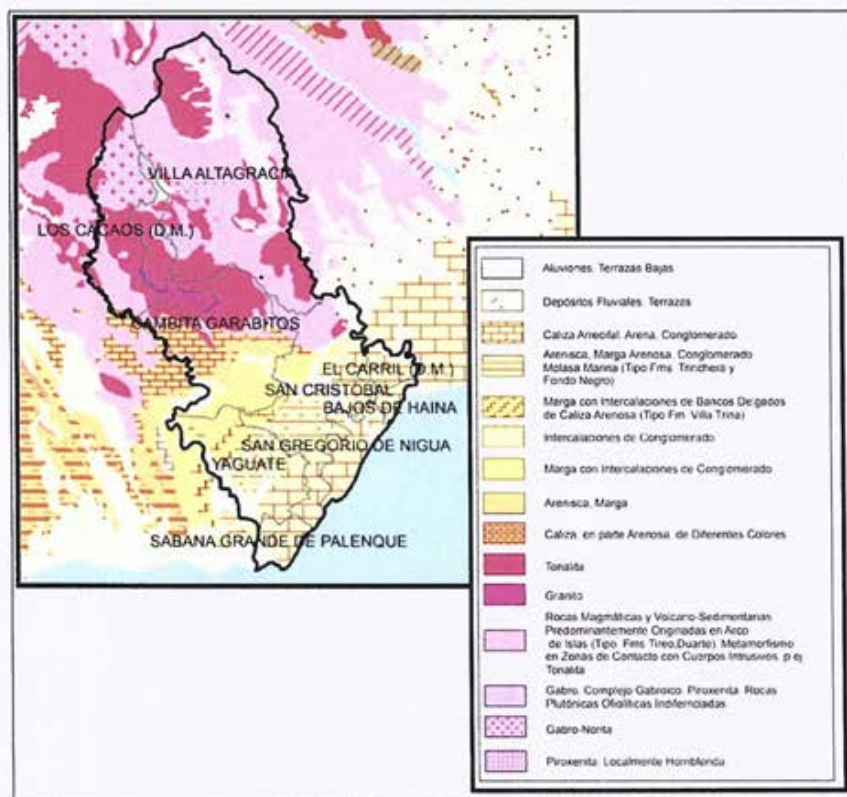 VILLA ALTAGRACIA
LOS CACAOS (D.M.)
CAMBITA GARABITOS
EL CARRIL (D.M.)
SAN CRISTOBAL
BAJOS DE HAINA
SAN GREGORIO DE NIGUA
YAGUATE
SABANA GRANDE DE PALENQUE
Aluviones. Terrazas Bajas
Depósitos Fluviales. Terrazas
Caliza Arrecifal. Arena. Conglomerado
Arenisca, Marga Arenosa. Conglomerado
Molasa Marina (Tipo Fms. Trinchera y
Fondo Negro)
Marga con Intercalaciones de Bancos Delgados
de Caliza Arenosa (Tipo Fm. Villa Trina)
Intercalaciones de Conglomerado
Marga con Intercalaciones de Conglomerado
Arenisca, Marga
Caliza en parte Arenosa de Diferentes Colores
Tonalita
Granito
Rocas Magmáticas y Volcano-Sedimentarias
Predominantemente Originadas en Arco
de Islas (Tipo Fms Tireo,Duarte). Metamorfismo
en Zonas de Contacto con Cuerpos Intrusivos p ej
Tonalita
Gabro. Complejo Gabroico. Piroxenita. Rocas
Plutónicas Ofiolíticas Indiferenciadas
Gabro-Norita
Piroxenita. Localmente Hornblenda